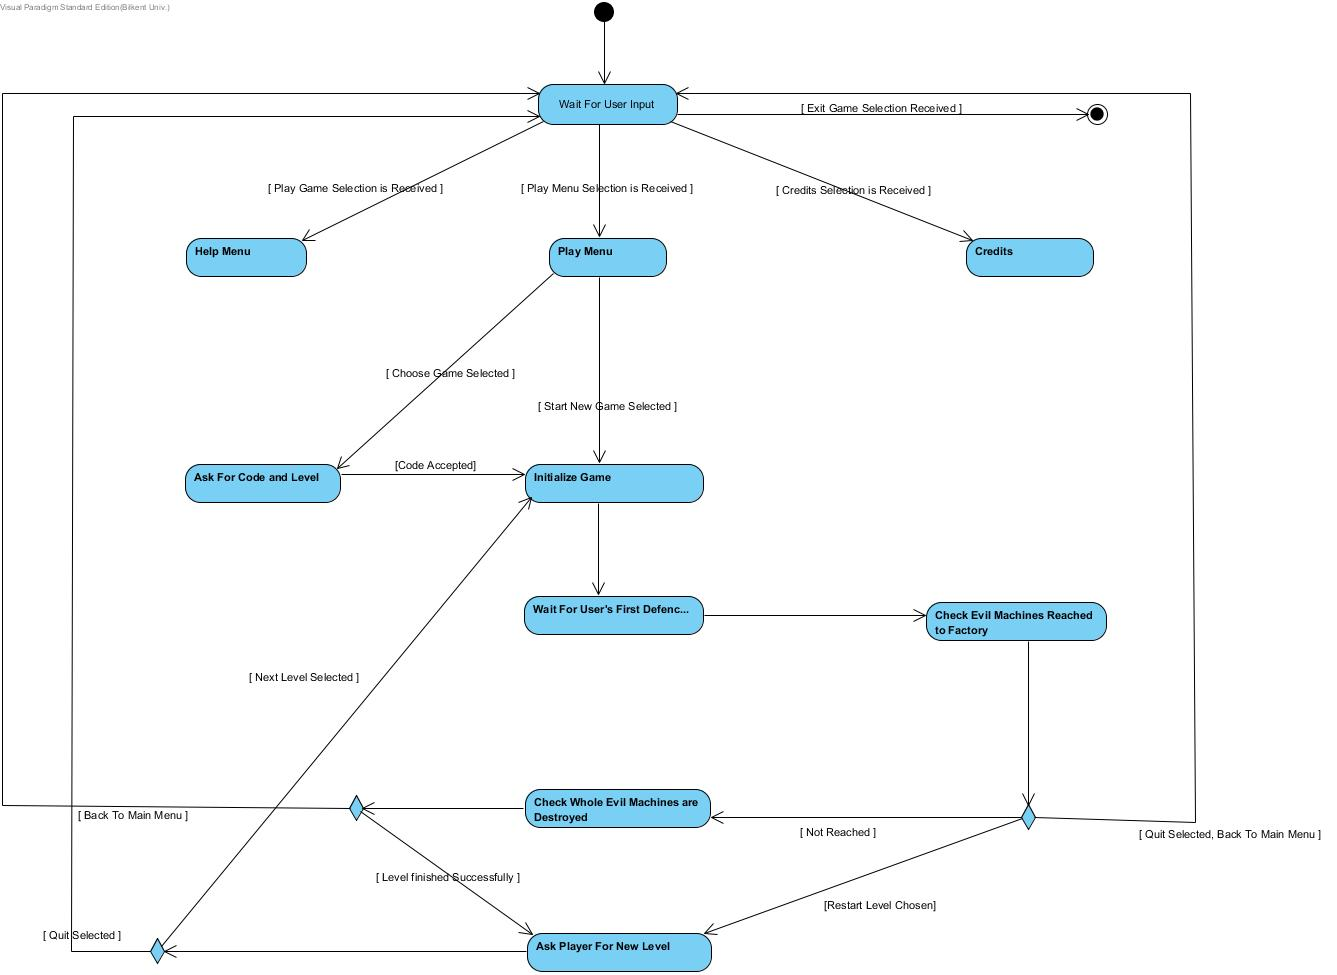 Visual Paradigm Standard Edition(Bilkent Univ.)
Wait For User Input
[ Exit Game Selection Received ]
[ Play Game Selection is Received ]
[ Play Menu Selection is Received ]
[ Credits Selection is Received ]
Help Menu
Play Menu
Credits
[ Choose Game Selected ]
[ Start New Game Selected ]
[Code Accepted]
Ask For Code and Level
Initialize Game
Wait For User's First Defenc...
Check Evil Machines Reached
to Factory
[ Next Level Selected ]
Check Whole Evil Machines are
Destroyed
[ Back To Main Menu ]
[ Not Reached ]
[ Quit Selected, Back To Main Menu ]
[ Level finished Successfully ]
[Restart Level Chosen]
[ Quit Selected ]
Ask Player For New Level